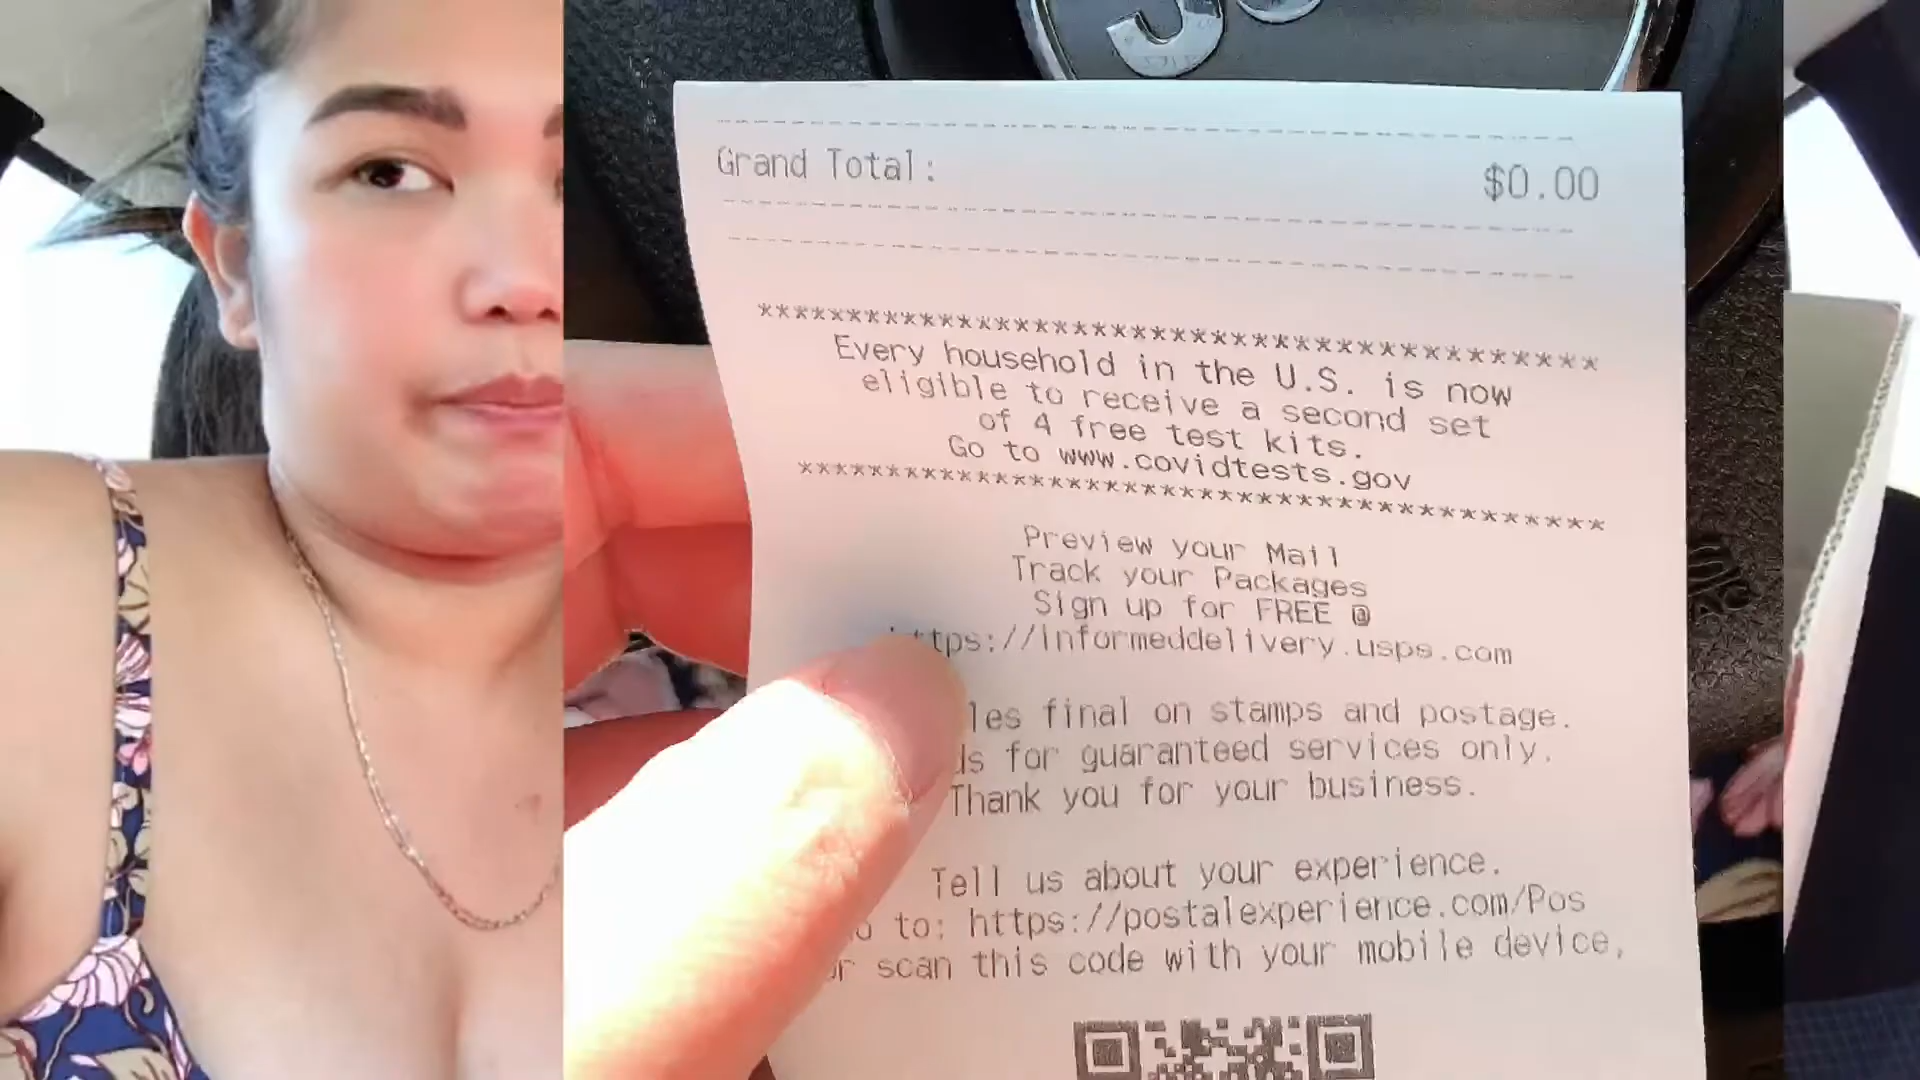 Grand Total: $0.00
****************************************
Every household in the U.S. is now
eligible to receive a second set
of 4 free test kits.
Go to www.covidtests.gov
****************************************
Preview your Mail
Track your Packages
Sign up for FREE @
https://informeddelivery.usps.com
final on stamps and postage.
for guaranteed services only.
Thank you for your business.
Tell us about your experience.
to: https://postalexperience.com/Pos
or scan this code with your mobile device,